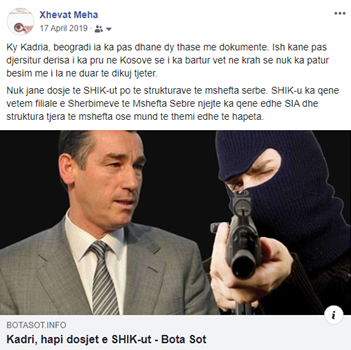 Xhevat Meha
17 April 2019 ·
Ky Kadria, beogradi ia ka pas dhane dy thase me dokumente. Ish kane pas
djersitur derisa i ka pru ne Kosove se i ka bartur vet ne krah se nuk ka patur
besim me i la ne duar te dikuj tjeter.
Nuk jane dosje te SHIK-ut po te strukturave te mshefta serbe. SHIK-u ka qene
vetem filiale e Sherbimeve te Mshefta Sebre njejte ka qene edhe SIA dhe
struktura tjera te mshefta ose mund te themi edhe te hapeta.
BOTASOT.INFO
Kadri, hapi dosjet e SHIK-ut - Bota Sot